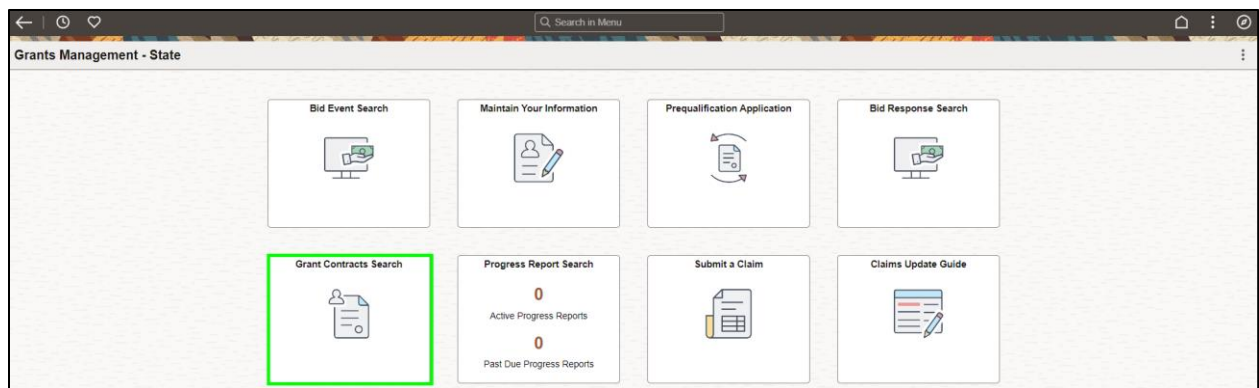 Search in Menu
Grants Management - State
Bid Event Search
Maintain Your Information
Prequalification Application
Bid Response Search
Grant Contracts Search
Progress Report Search
0
Active Progress Reports
0
Past Due Progress Reports
Submit a Claim
Claims Update Guide